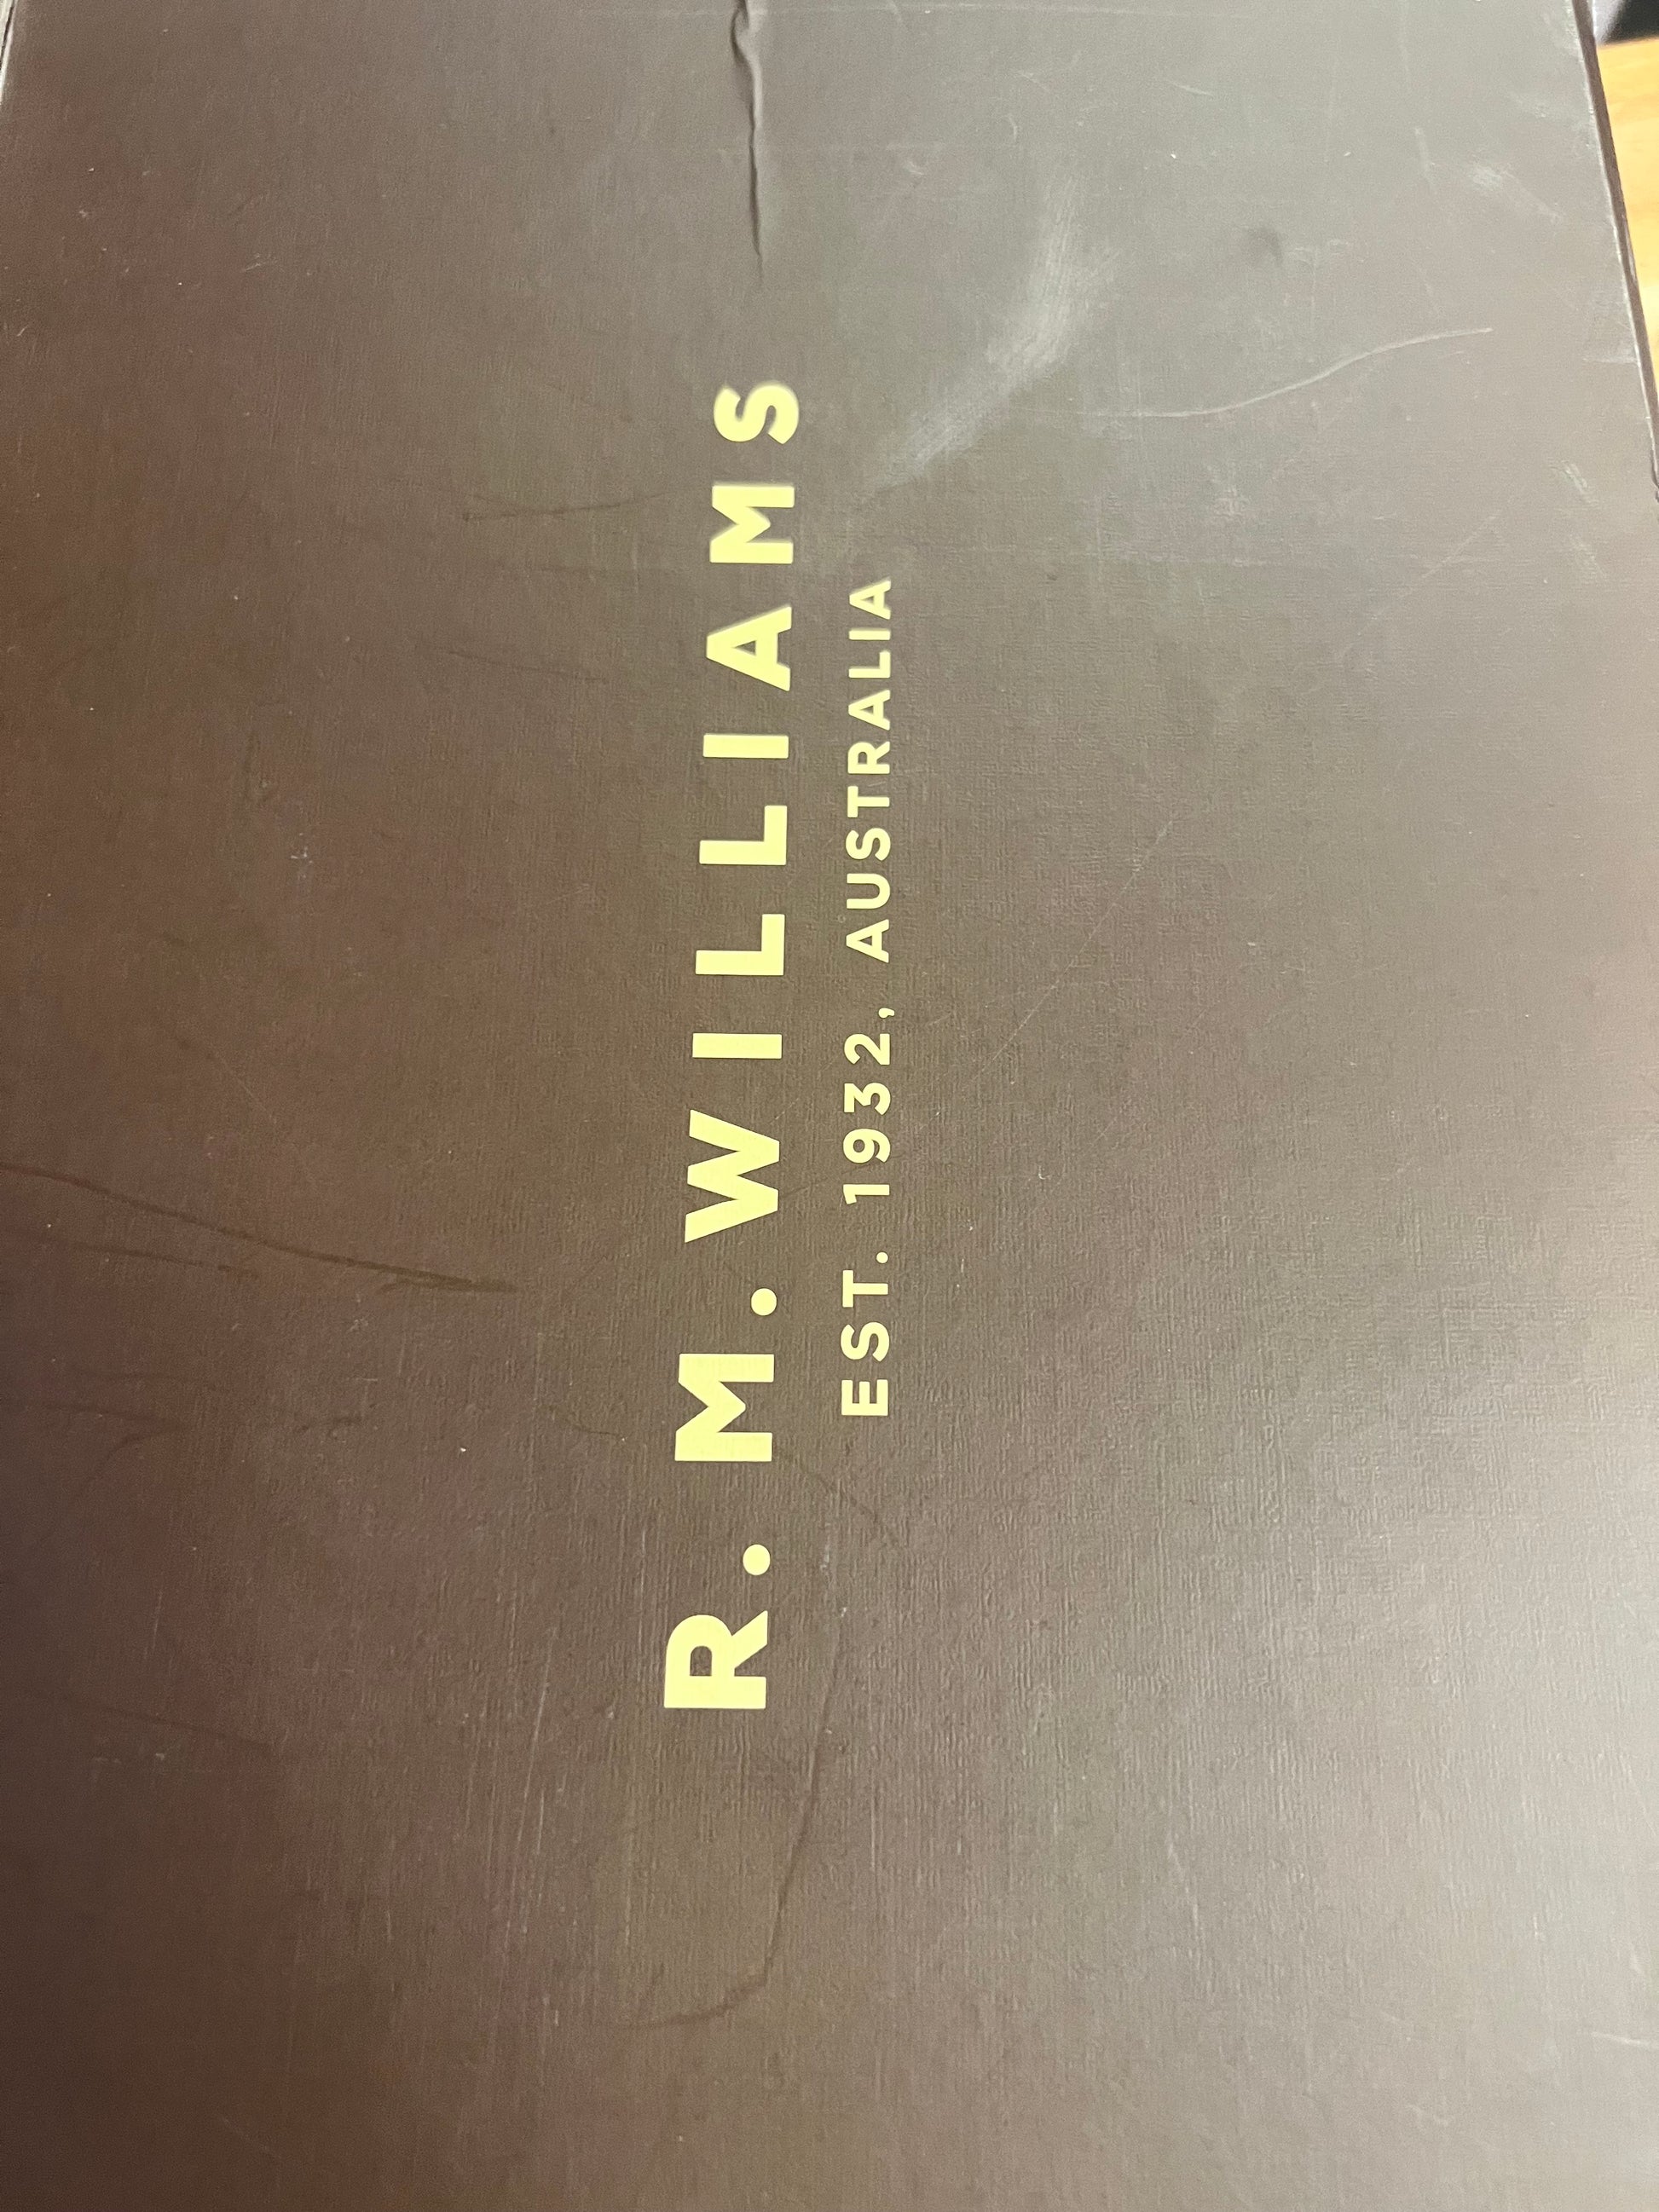 R. M. WILLIAMS
EST. 1932, AUSTRALIA